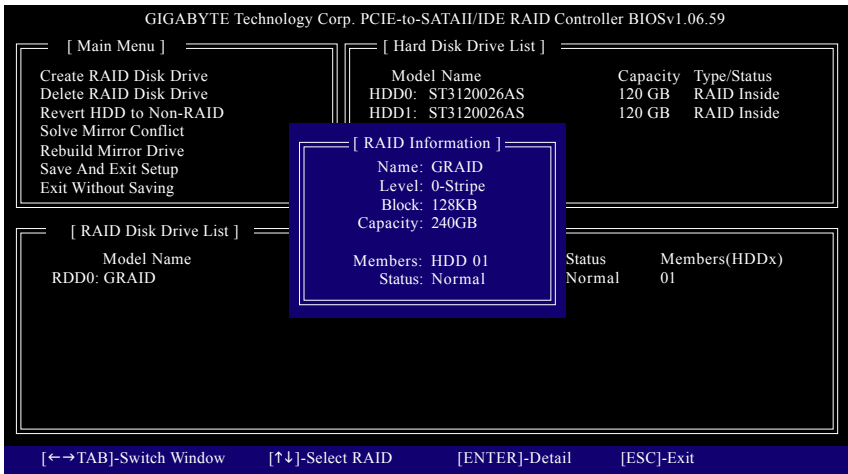 GIGABYTE Technology Corp. PCIE-to-SATAII/IDE RAID Controller BIOSv1.06.59
[ Main Menu ]
Create RAID Disk Drive
Delete RAID Disk Drive
Revert HDD to Non-RAID
Solve Mirror Conflict
Rebuild Mirror Drive
Save And Exit Setup
Exit Without Saving
[ Hard Disk Drive List ]
Model Name Capacity Type/Status
HDD0: ST3120026AS 120 GB RAID Inside
HDD1: ST3120026AS 120 GB RAID Inside
[ RAID Information ]
Name: GRAID
Level: 0-Stripe
Block: 128KB
Capacity: 240GB
Members: HDD 01
Status: Normal
[ RAID Disk Drive List ]
Model Name Status Members(HDDx)
RDD0: GRAID Normal 01
[←→TAB]-Switch Window [↑↓]-Select RAID [ENTER]-Detail [ESC]-Exit